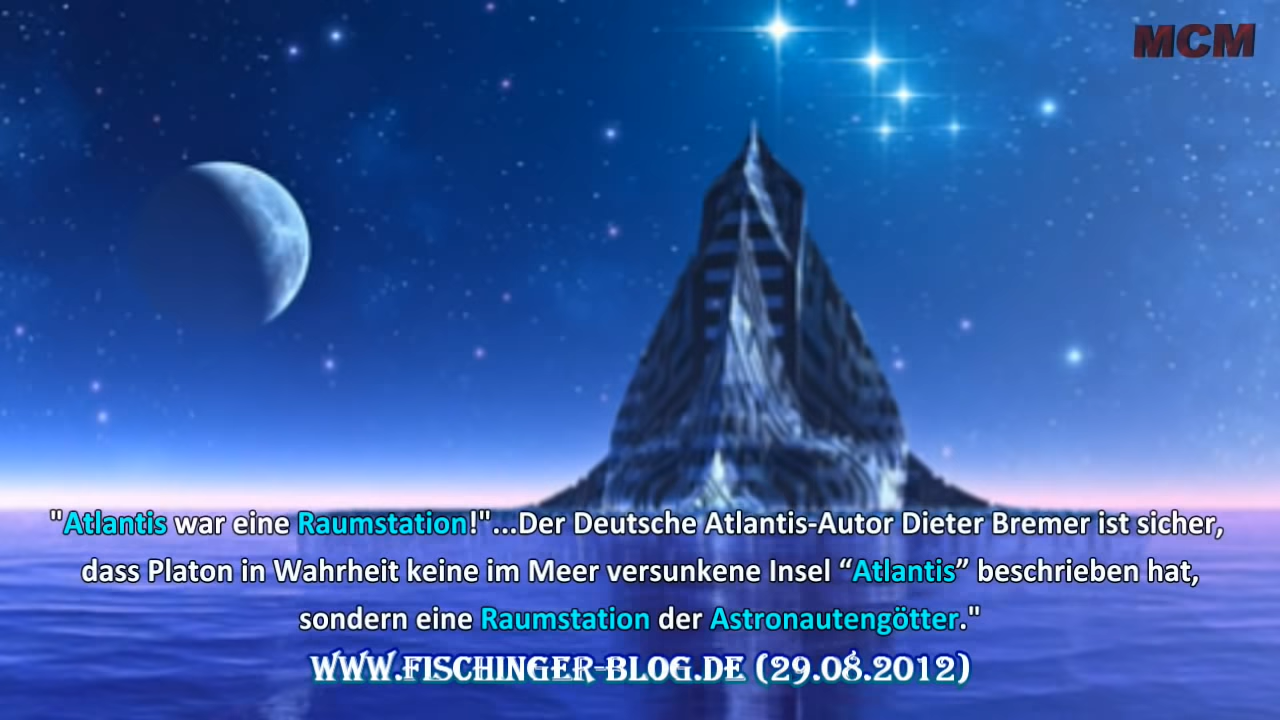 MCM
"Atlantis war eine Raumstation!"...Der Deutsche Atlantis-Autor Dieter Bremer ist sicher,
dass Platon in Wahrheit keine im Meer versunkene Insel “Atlantis” beschrieben hat,
sondern eine Raumstation der Astronautengötter."
WWW.FISCHINGER-BLOG.DE (29.08.2012)